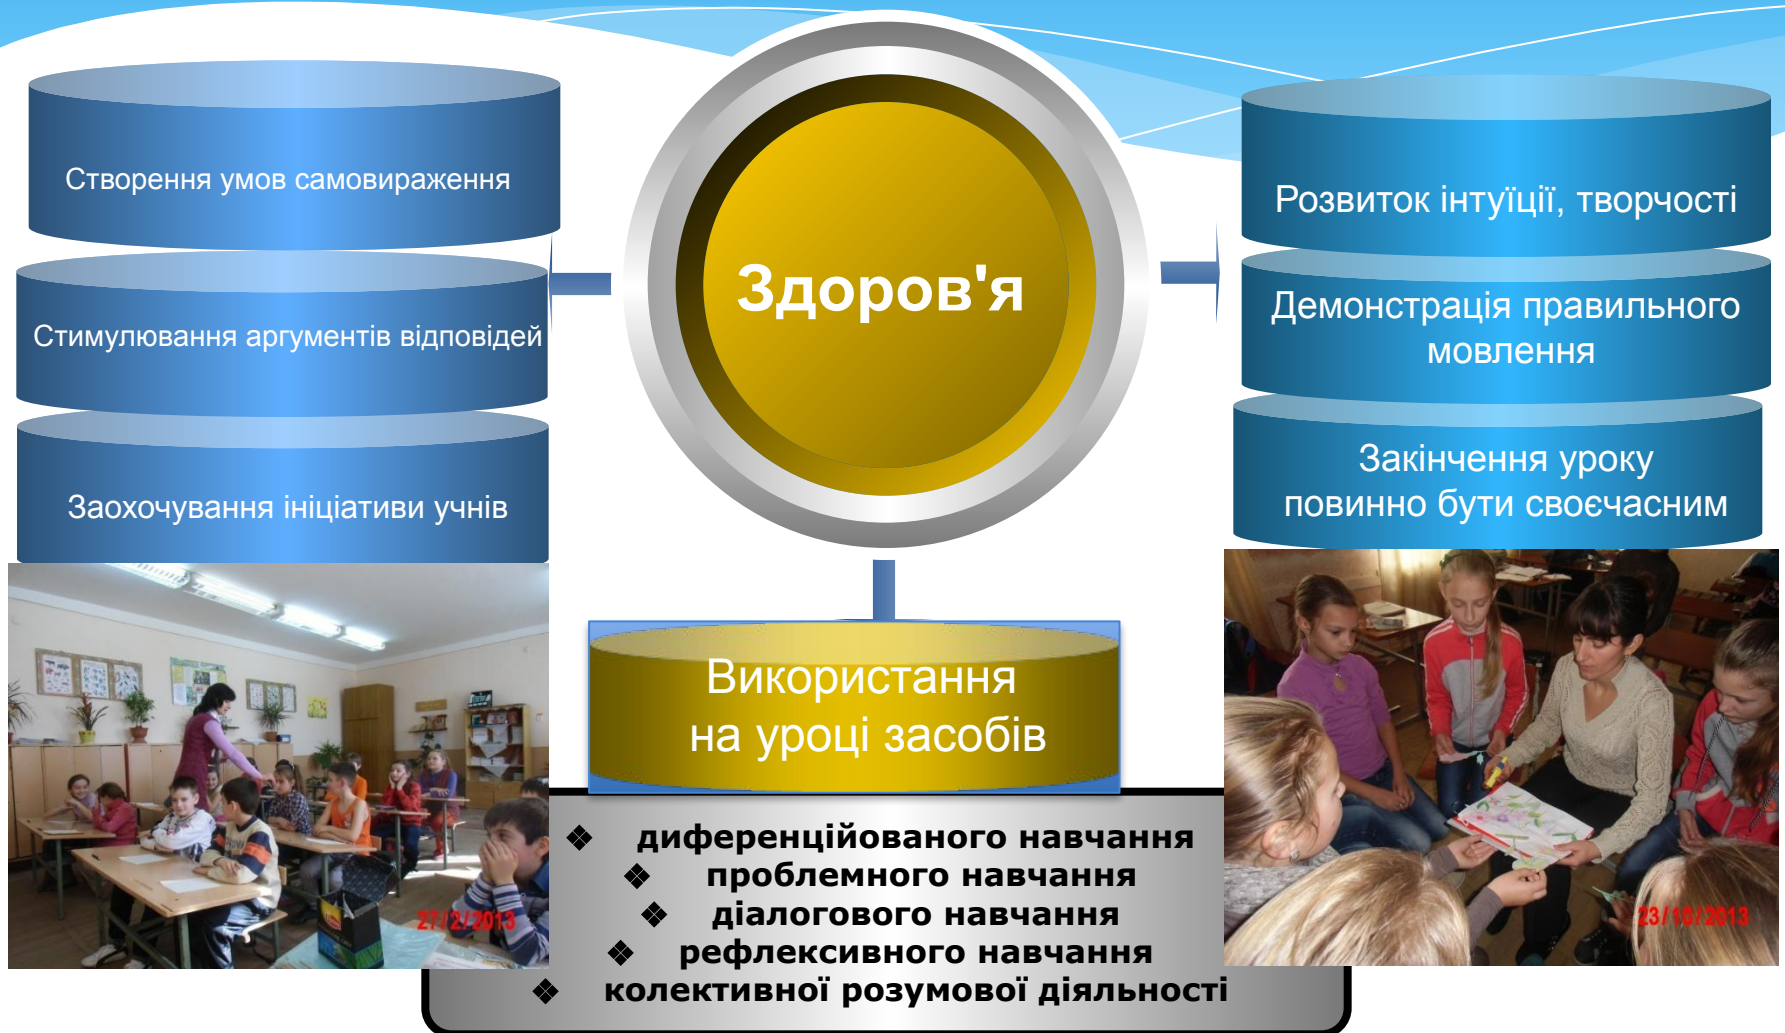 Створення умов самовираження
Стимулювання аргументів відповідей
Заохочування ініціативи учнів
Здоров'я
Розвиток інтуїції, творчості
Демонстрація правильного
мовлення
Закінчення уроку
повинно бути своєчасним
Використання
на уроці засобів
❖ диференційованого навчання
❖ проблемного навчання
❖ діалогового навчання
❖ рефлексивного навчання
❖ колективної розумової діяльності
27/2/2013
23/10/2013